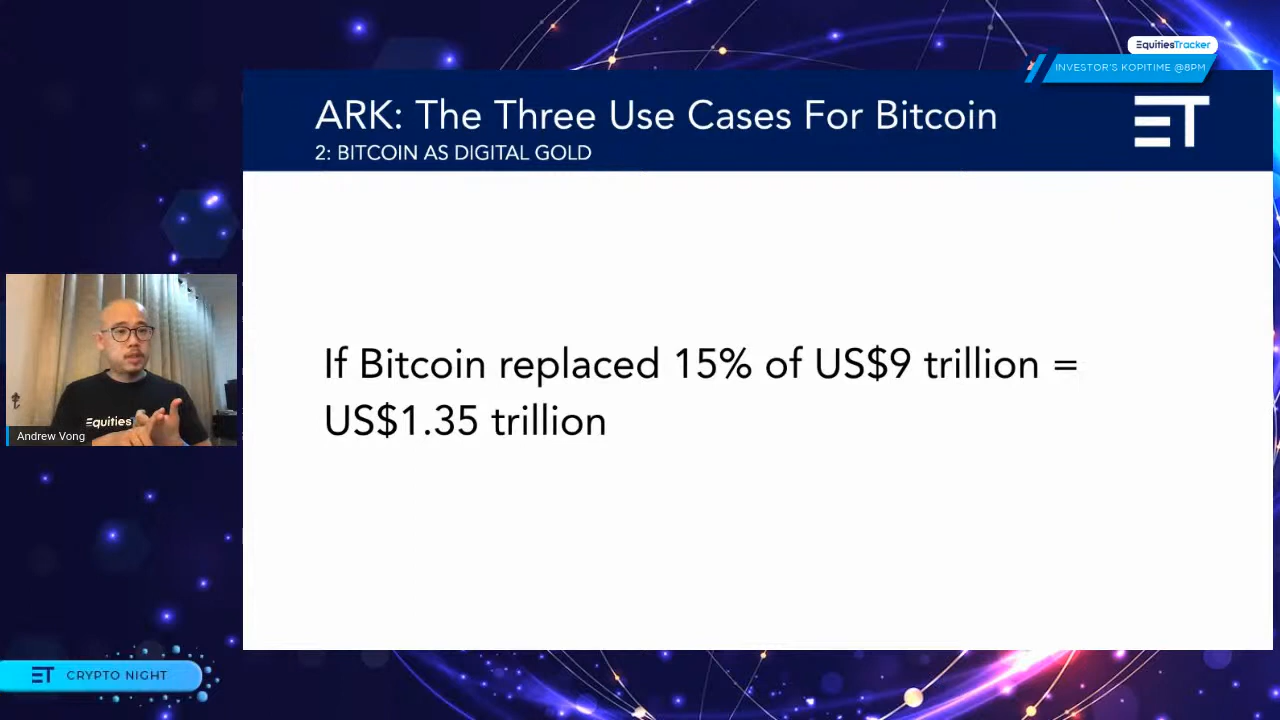 EquitiesTracker
INVESTOR'S KOPITIME @8PM
ARK: The Three Use Cases For Bitcoin
2: BITCOIN AS DIGITAL GOLD
ET
If Bitcoin replaced 15% of US$9 trillion =
US$1.35 trillion
Equities
Andrew Vong
ET CRYPTO NIGHT